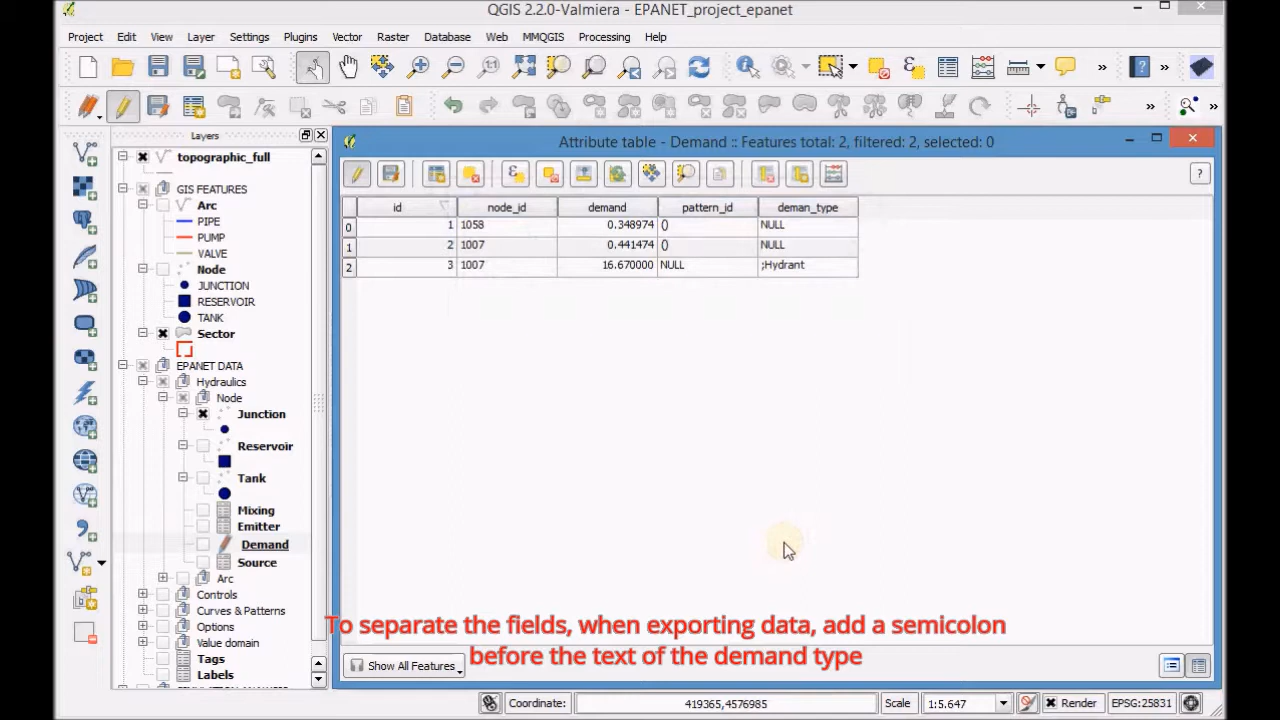 QGIS 2.2.0-Valmiera - EPANET_project_epanet
Project Edit View Layer Settings Plugins Vector Raster Database Web MMQGIS Processing Help
Layers
topographic_full
GIS FEATURES
Arc
PIPE
PUMP
VALVE
Node
JUNCTION
RESERVOIR
TANK
Sector
EPANET DATA
Hydraulics
Node
Junction
Reservoir
Tank
Mixing
Emitter
Demand
Source
Arc
Controls
Curves & Patterns
Options
Value domain
Tags
Labels
Attribute table - Demand :: Features total: 2, filtered: 2, selected: 0
?
id node_id demand pattern_id deman_type
0 1 1058 0.348974 () NULL
1 2 1007 0.441474 () NULL
2 3 1007 16.670000 NULL ;Hydrant
To separate the fields, when exporting data, add a semicolon
before the text of the demand type
Show All Features
Coordinate: 419365,4576985 Scale 1:5.647 Render EPSG:25831